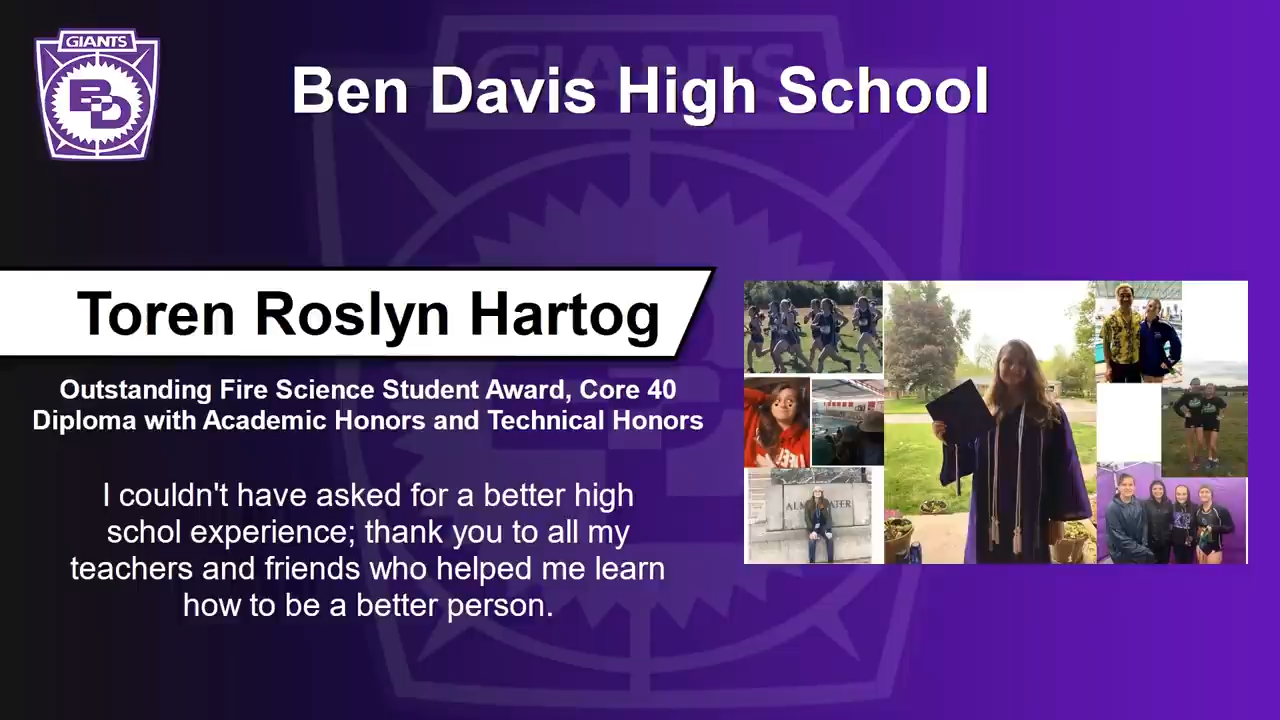 GIANTS
BD
Ben Davis High School
GIANTS
Toren Roslyn Hartog
Outstanding Fire Science Student Award, Core 40
Diploma with Academic Honors and Technical Honors
I couldn't have asked for a better high
schol experience; thank you to all my
teachers and friends who helped me learn
how to be a better person.